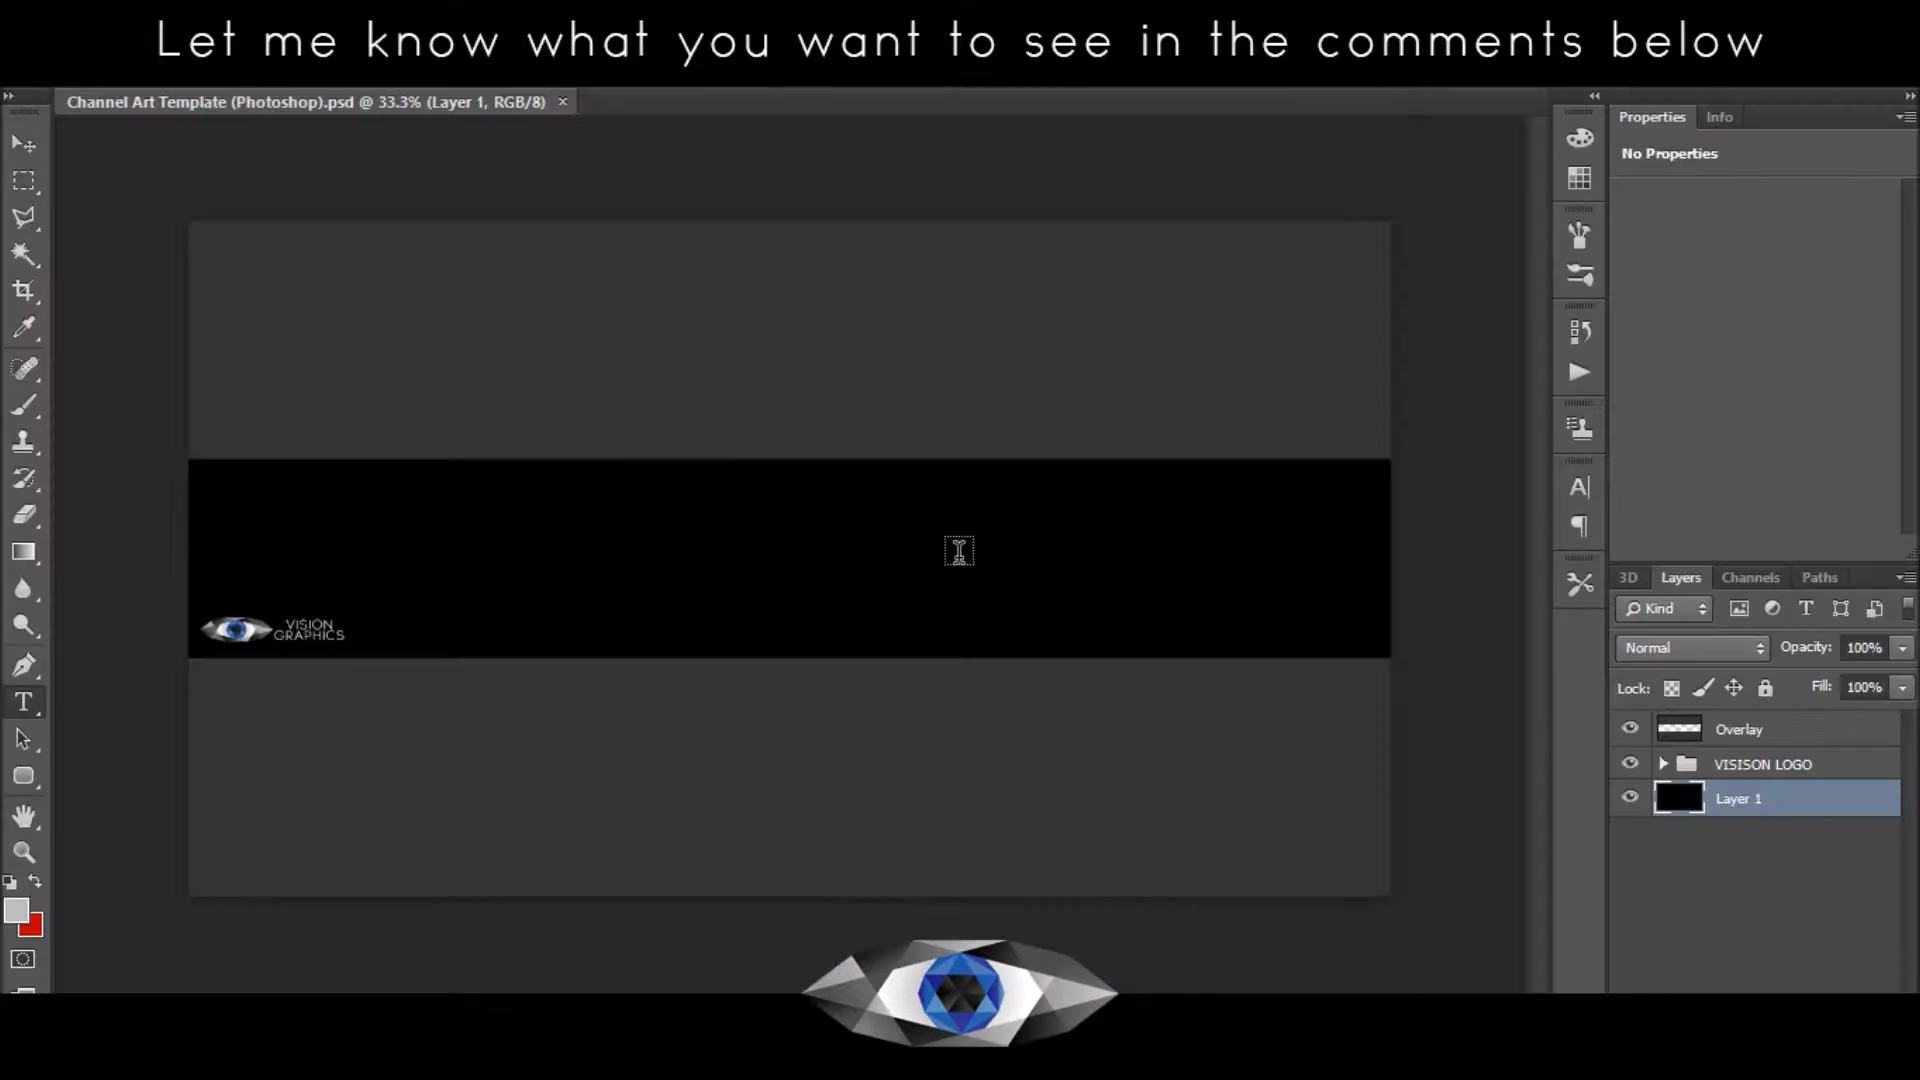 Let me know what you want to see in the comments below
Channel Art Template (Photoshop).psd @ 33.3% (Layer 1, RGB/8) ×
Properties Info
No Properties
VISION
GRAPHICS
3D Layers Channels Paths
Kind
Normal Opacity: 100%
Lock: Fill: 100%
Overlay
VISISON LOGO
Layer 1